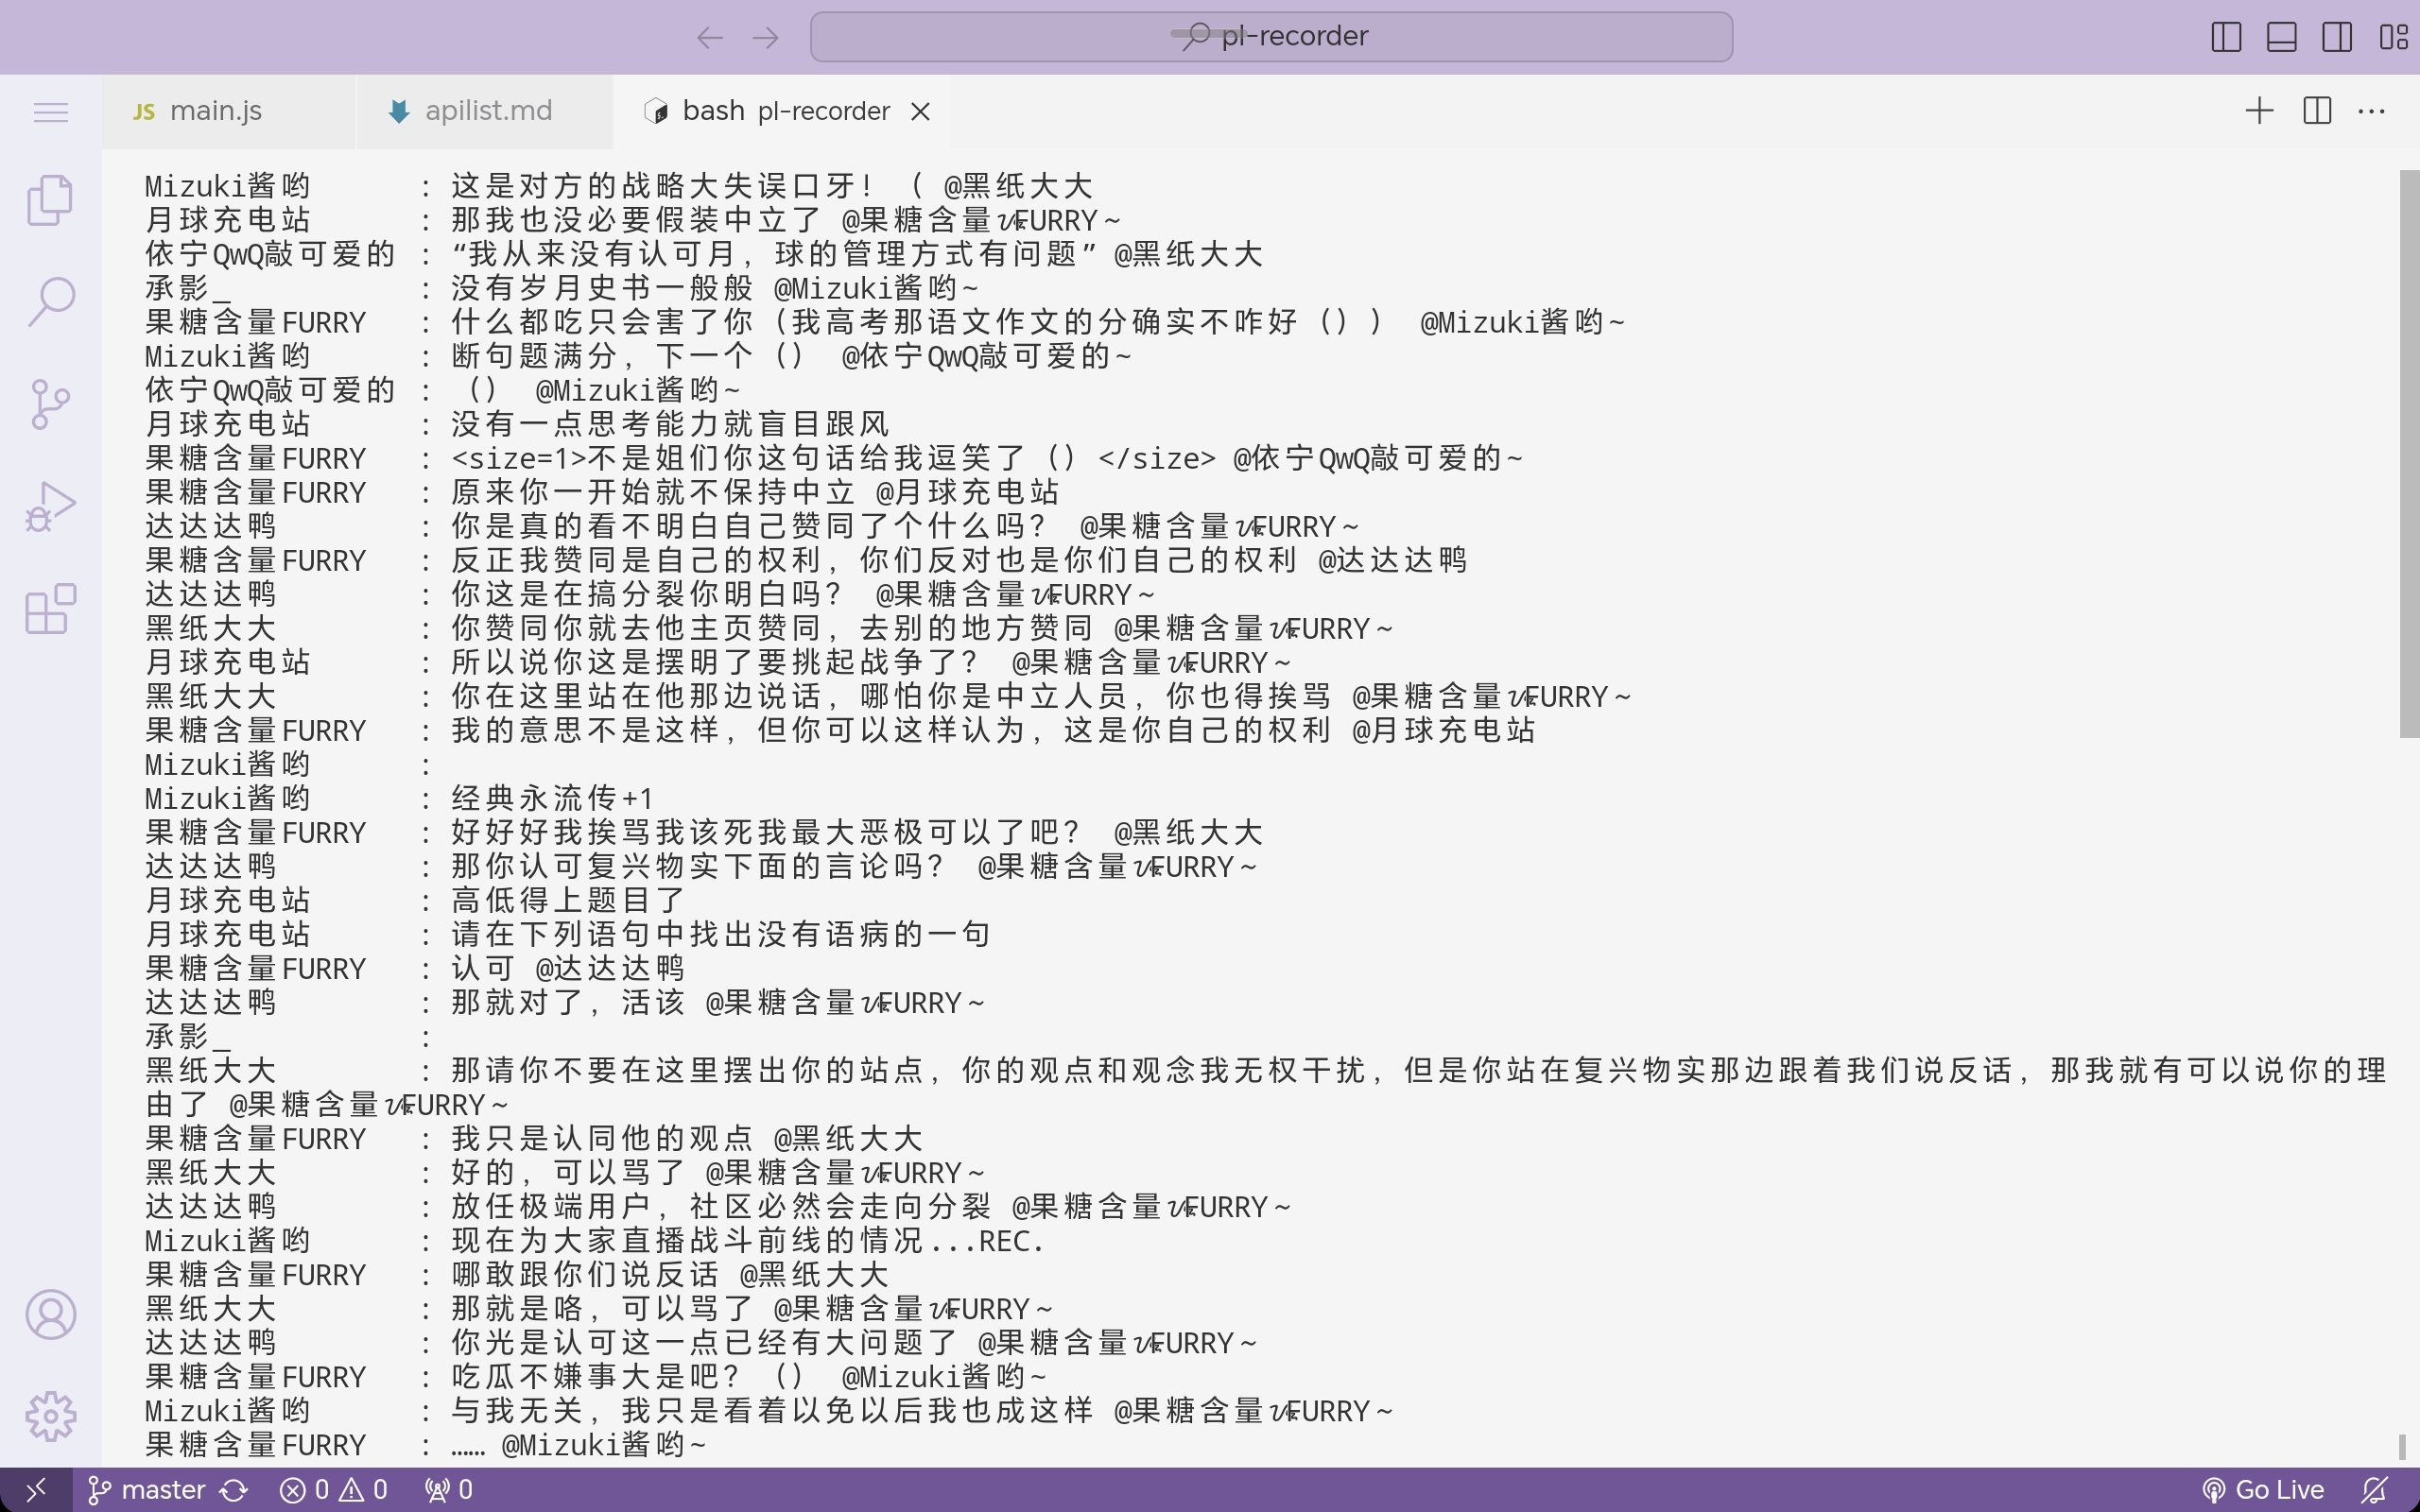 pl-recorder
JS main.js
apilist.md
bash pl-recorder
Mizuki酱哟 : 这是对方的战略大失误口牙! ( @黑纸大大
月球充电站 : 那我也没必要假装中立了 @果糖含量FURRY~
依宁QwQ敲可爱的 : “我从来没有认可月, 球的管理方式有问题” @黑纸大大
承影_ : 没有岁月史书一般般 @Mizuki酱哟~
果糖含量FURRY : 什么都吃只会害了你 (我高考那语文作文的分确实不咋好 () ) @Mizuki酱哟~
Mizuki酱哟 : 断句题满分, 下一个 () @依宁QwQ敲可爱的~
依宁QwQ敲可爱的 : () @Mizuki酱哟~
月球充电站 : 没有一点思考能力就盲目跟风
果糖含量FURRY : <size=1>不是姐们你这句话给我逗笑了 () </size> @依宁QwQ敲可爱的~
果糖含量FURRY : 原来你一开始就不保持中立 @月球充电站
达达达鸭 : 你是真的看不明白自己赞同了个什么吗? @果糖含量FURRY~
果糖含量FURRY : 反正我赞同是自己的权利, 你们反对也是你们自己的权利 @达达达鸭
达达达鸭 : 你这是在搞分裂你明白吗? @果糖含量FURRY~
黑纸大大 : 你赞同你就去他主页赞同, 去别的地方赞同 @果糖含量FURRY~
月球充电站 : 所以说你这是摆明了要挑起战争了? @果糖含量FURRY~
黑纸大大 : 你在这里站在他那边说话, 哪怕你是中立人员, 你也得挨骂 @果糖含量FURRY~
果糖含量FURRY : 我的意思不是这样, 但你可以这样认为, 这是你自己的权利 @月球充电站
Mizuki酱哟 :
Mizuki酱哟 : 经典永流传+1
果糖含量FURRY : 好好好我挨骂我该死我最大恶极可以了吧? @黑纸大大
达达达鸭 : 那你认可复兴物实下面的言论吗? @果糖含量FURRY~
月球充电站 : 高低得上题目了
月球充电站 : 请在下列语句中找出没有语病的一句
果糖含量FURRY : 认可 @达达达鸭
达达达鸭 : 那就对了, 活该 @果糖含量FURRY~
承影_ :
黑纸大大 : 那请你不要在这里摆出你的站点, 你的观点和观念我无权干扰, 但是你站在复兴物实那边跟着我们说反话, 那我就有可以说你的理
由了 @果糖含量FURRY~
果糖含量FURRY : 我只是认同他的观点 @黑纸大大
黑纸大大 : 好的, 可以骂了 @果糖含量FURRY~
达达达鸭 : 放任极端用户, 社区必然会走向分裂 @果糖含量FURRY~
Mizuki酱哟 : 现在为大家直播战斗前线的情况...REC.
果糖含量FURRY : 哪敢跟你们说反话 @黑纸大大
黑纸大大 : 那就是咯, 可以骂了 @果糖含量FURRY~
达达达鸭 : 你光是认可这一点已经有大问题了 @果糖含量FURRY~
果糖含量FURRY : 吃瓜不嫌事大是吧? () @Mizuki酱哟~
Mizuki酱哟 : 与我无关, 我只是看着以免以后我也成这样 @果糖含量FURRY~
果糖含量FURRY : …… @Mizuki酱哟~
master 0 0 0 Go Live